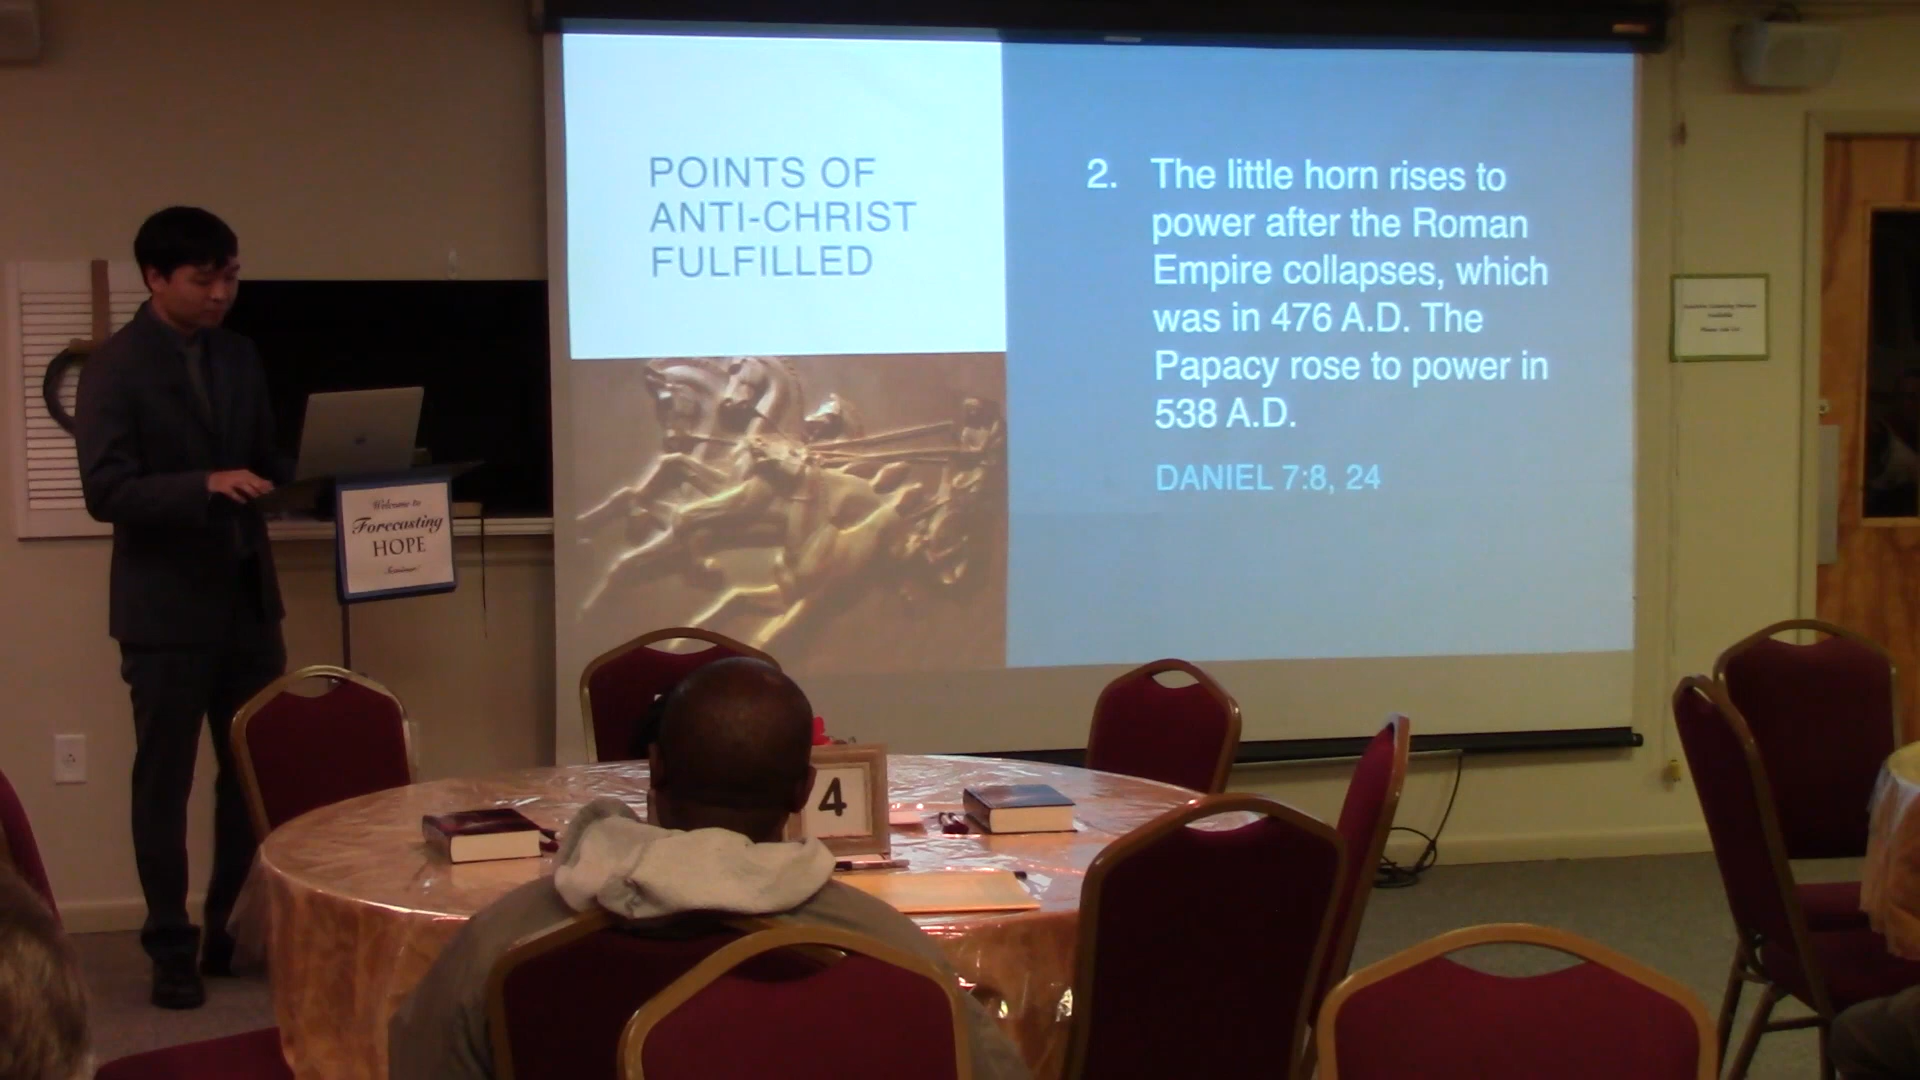 POINTS OF
ANTI-CHRIST
FULFILLED
2. The little horn rises to
power after the Roman
Empire collapses, which
was in 476 A.D. The
Papacy rose to power in
538 A.D.
DANIEL 7:8, 24
Welcome to
Forecasting
HOPE
Seminar!
4